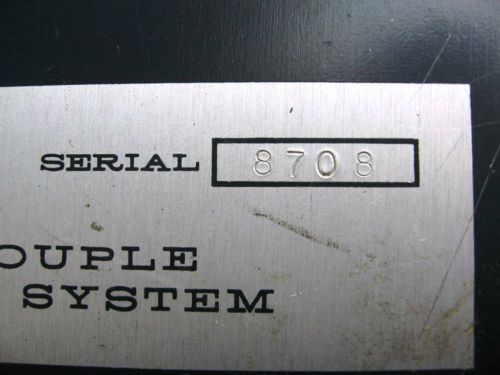 SERIAL 8708
OUPLE
SYSTEM